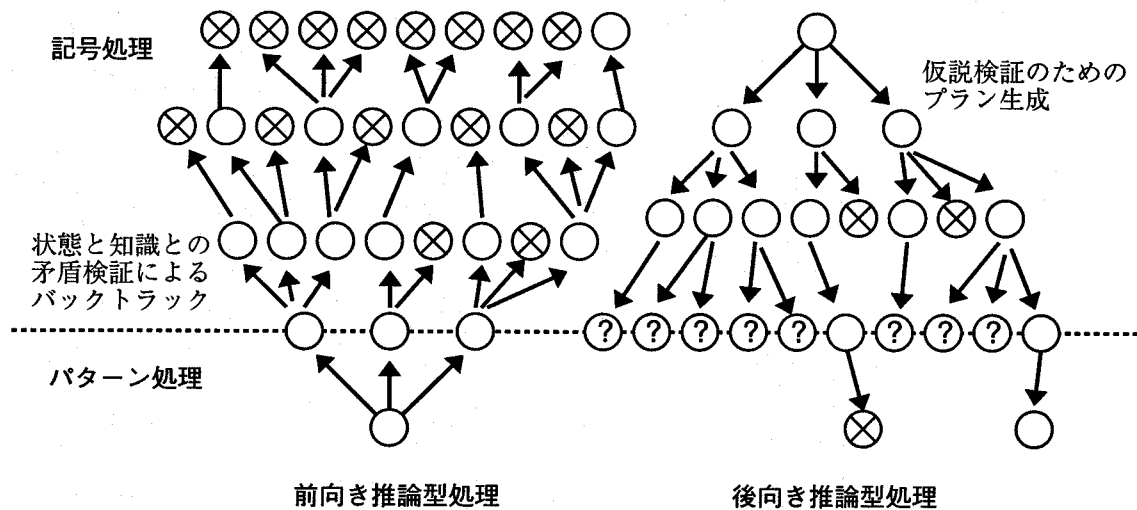 記号処理
仮説検証のための
プラン生成
状態と知識との
矛盾検証による
バックトラック
? ? ? ? ? ? ? ?
パターン処理
前向き推論型処理
後向き推論型処理